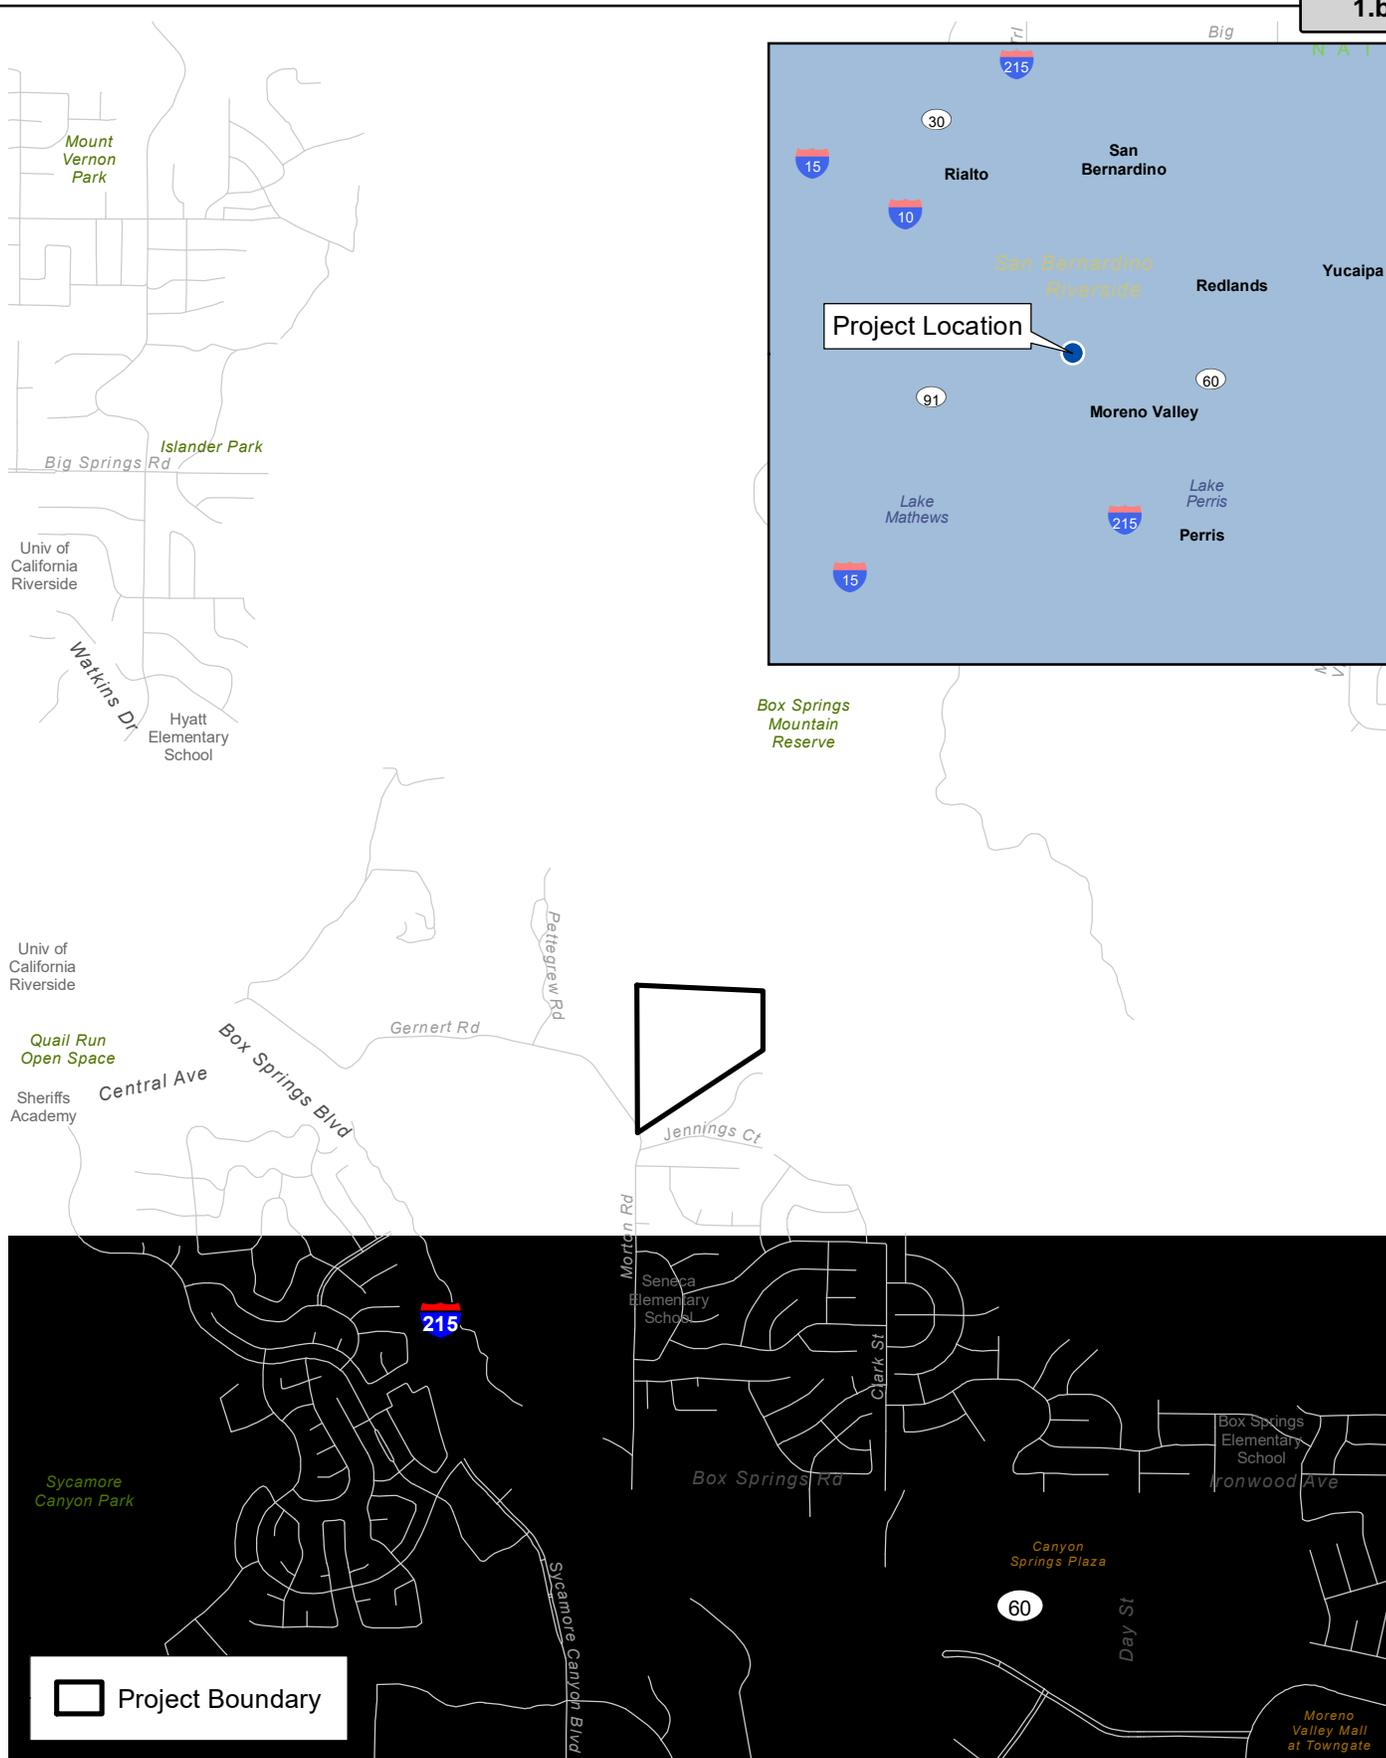 1.b
Trl
Big
N A T
215
30
15
Rialto
San
Bernardino
10
San Bernardino
Riverside
Yucaipa
Redlands
Project Location
60
91
Moreno Valley
Lake
Mathews
Lake
Perris
215
Perris
15
Mount
Vernon
Park
Islander Park
Big Springs Rd
Univ of
California
Riverside
Watkins Dr
Hyatt
Elementary
School
Box Springs
Mountain
Reserve
Pettegrew Rd
Univ of
California
Riverside
Gernert Rd
Quail Run
Open Space
Box Springs Blvd
Central Ave
Sheriffs
Academy
Jennings Ct
Morton Rd
Seneca
Elementary
School
215
Clark St
Box Springs
Elementary
School
Sycamore
Canyon Park
Box Springs Rd
Ironwood Ave
Canyon
Springs Plaza
60
Day St
Sycamore Canyon Blvd
Project Boundary
Moreno
Valley Mall
at Towngate